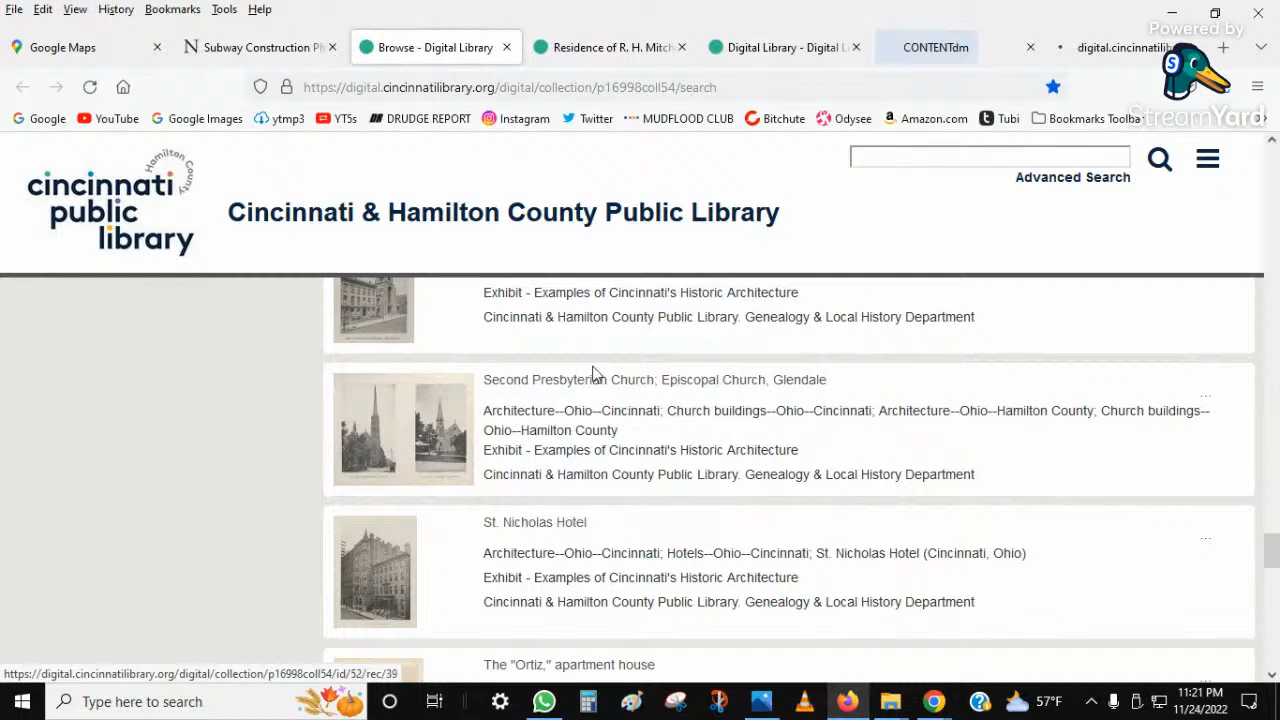 File Edit View History Bookmarks Tools Help
Powered by
Google Maps Subway Construction Ph Browse - Digital Library Residence of R. H. Mitch Digital Library - Digital L CONTENTdm digital.cincinnatilib
https://digital.cincinnatilibrary.org/digital/collection/p16998coll54/search
S
StreamYard
Google YouTube Google Images ytmp3 YT5s DRUDGE REPORT Instagram Twitter MUDFLOOD CLUB Bitchute Odysee Amazon.com Tubi Bookmarks Toolba
Hamilton County
cincinnati
public
library
Advanced Search
Cincinnati & Hamilton County Public Library
Exhibit - Examples of Cincinnati's Historic Architecture
Cincinnati & Hamilton County Public Library. Genealogy & Local History Department
Second Presbyterian Church; Episcopal Church, Glendale
...
Architecture--Ohio--Cincinnati; Church buildings--Ohio--Cincinnati; Architecture--Ohio--Hamilton County; Church buildings--
Ohio--Hamilton County
Exhibit - Examples of Cincinnati's Historic Architecture
Cincinnati & Hamilton County Public Library. Genealogy & Local History Department
St. Nicholas Hotel
...
Architecture--Ohio--Cincinnati; Hotels--Ohio--Cincinnati; St. Nicholas Hotel (Cincinnati, Ohio)
Exhibit - Examples of Cincinnati's Historic Architecture
Cincinnati & Hamilton County Public Library. Genealogy & Local History Department
The "Ortiz," apartment house
...
https://digital.cincinnatilibrary.org/digital/collection/p16998coll54/id/52/rec/39
Type here to search
57°F
11:21 PM
11/24/2022